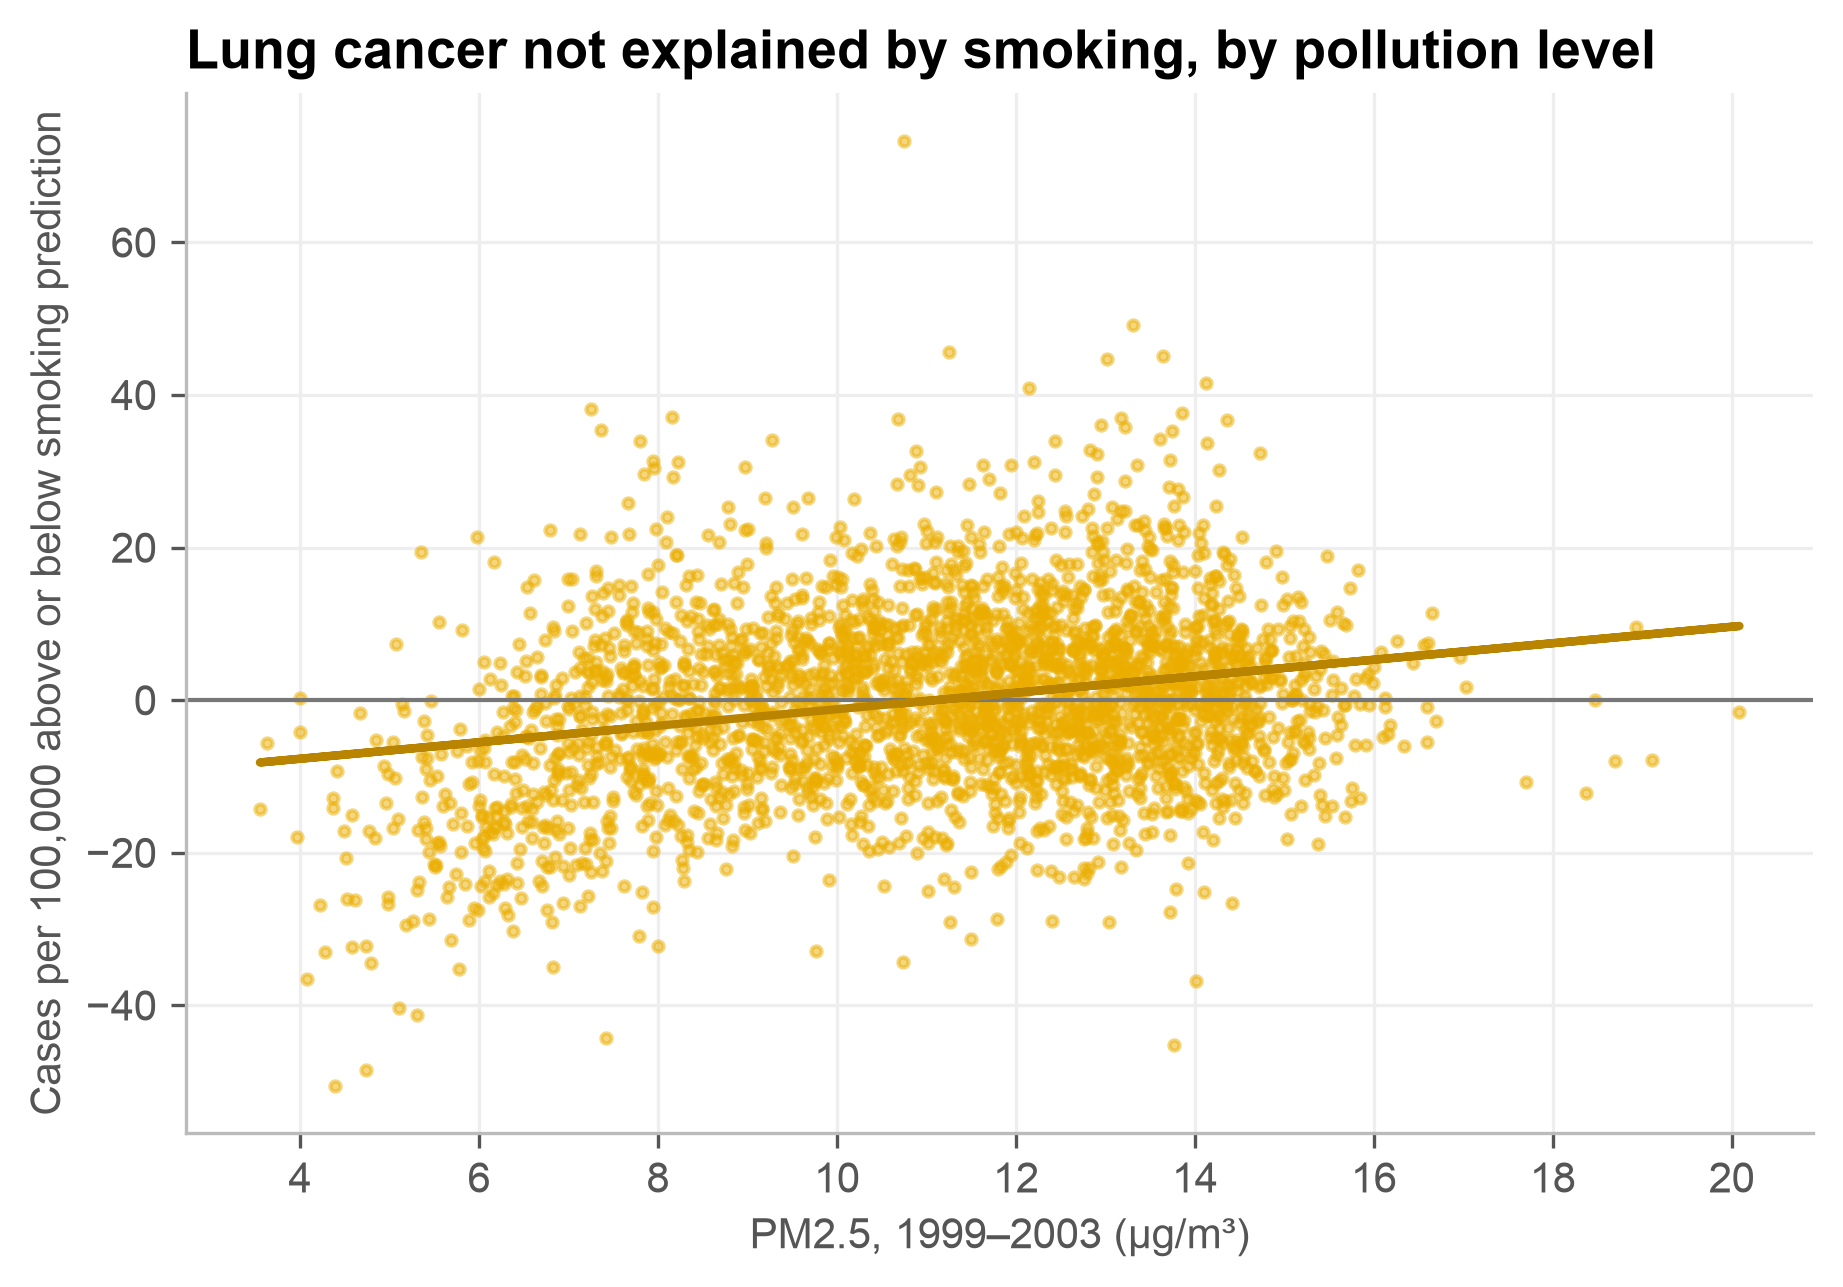 Lung cancer not explained by smoking, by pollution level
Cases per 100,000 above or below smoking prediction
60
40
20
0
−20
−40
4 6 8 10 12 14 16 18 20
PM2.5, 1999–2003 (µg/m³)